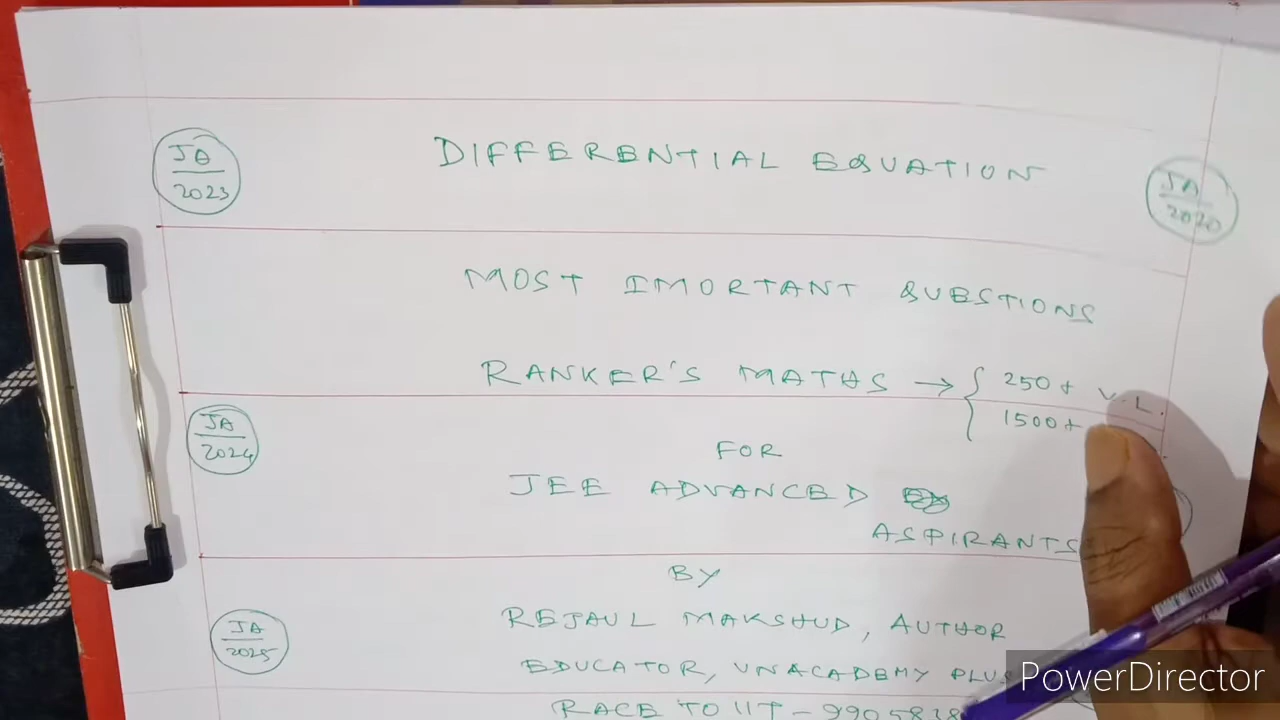 JA
2023
DIFFERENTIAL EQUATION
JA
2020
MOST IMORTANT QUESTIONS
RANKER'S MATHS → { 250+ V.L.
1500+
JA
2024
FOR
JEE ADVANCED
ASPIRANTS
BY
JA
2025
REJAUL MAKSHUD, AUTHOR
EDUCATOR, UNACADEMY PLUS
RACE TO IIT - 990583
PowerDirector